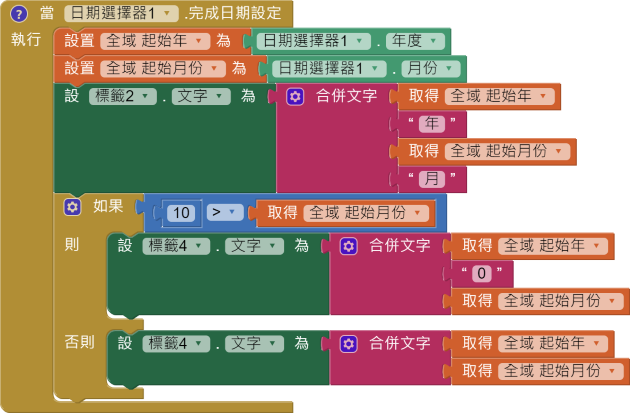 ? 當 日期選擇器1 .完成日期設定
執行 設置 全域 起始年 為 日期選擇器1 . 年度
設置 全域 起始月份 為 日期選擇器1 . 月份
設 標籤2 . 文字 為 合併文字 取得 全域 起始年
“ 年 ”
取得 全域 起始月份
“ 月 ”
如果 10 > 取得 全域 起始月份
則 設 標籤4 . 文字 為 合併文字 取得 全域 起始年
“ 0 ”
取得 全域 起始月份
否則 設 標籤4 . 文字 為 合併文字 取得 全域 起始年
取得 全域 起始月份